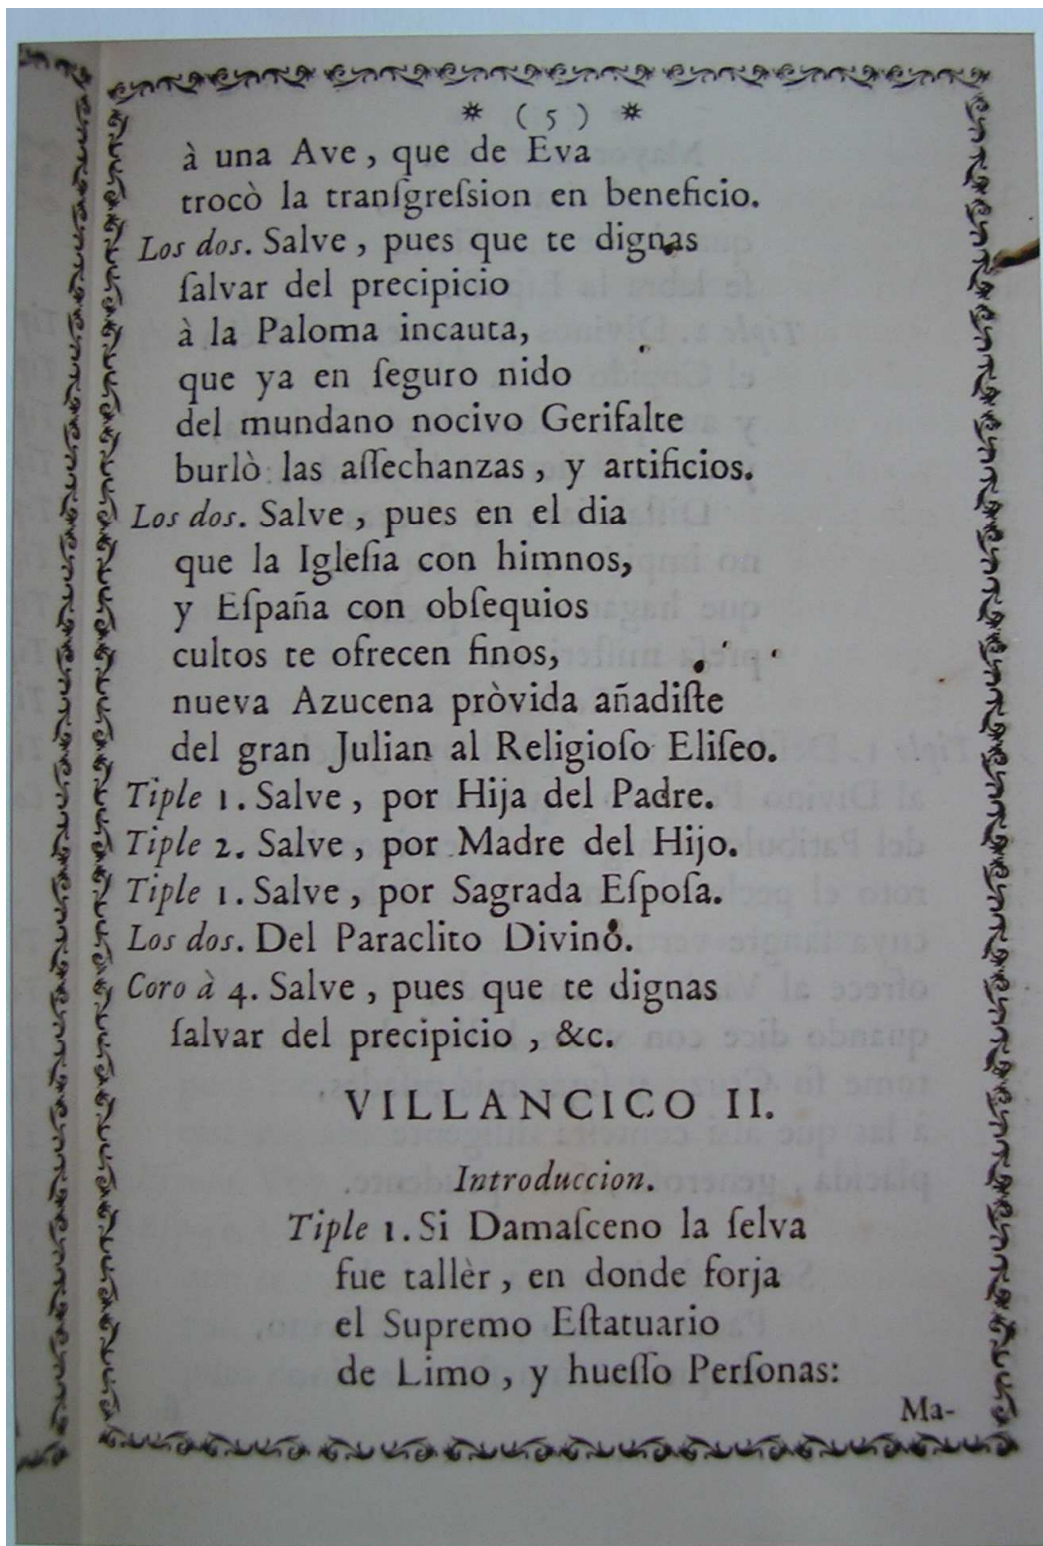 * ( 5 ) *
à una Ave, que de Eva
trocò la tranſgreſsion en beneficio.
Los dos. Salve, pues que te dignas
ſalvar del precipicio
à la Paloma incauta,
que ya en ſeguro nido
del mundano nocivo Gerifalte
burlò las aſſechanzas, y artificios.
Los dos. Salve, pues en el dia
que la Igleſia con himnos,
y Eſpaña con obſequios
cultos te ofrecen finos,
nueva Azucena pròvida añadiſte
del gran Julian al Religioſo Eliſeo.
Tiple 1. Salve, por Hija del Padre.
Tiple 2. Salve, por Madre del Hijo.
Tiple 1. Salve, por Sagrada Eſpoſa.
Los dos. Del Paraclito Divino.
Coro à 4. Salve, pues que te dignas
ſalvar del precipicio, &c.
VILLANCICO II.
Introduccion.
Tiple 1. Si Damaſceno la ſelva
fue tallèr, en donde forja
el Supremo Eſtatuario
de Limo, y hueſſo Perſonas:
Ma-